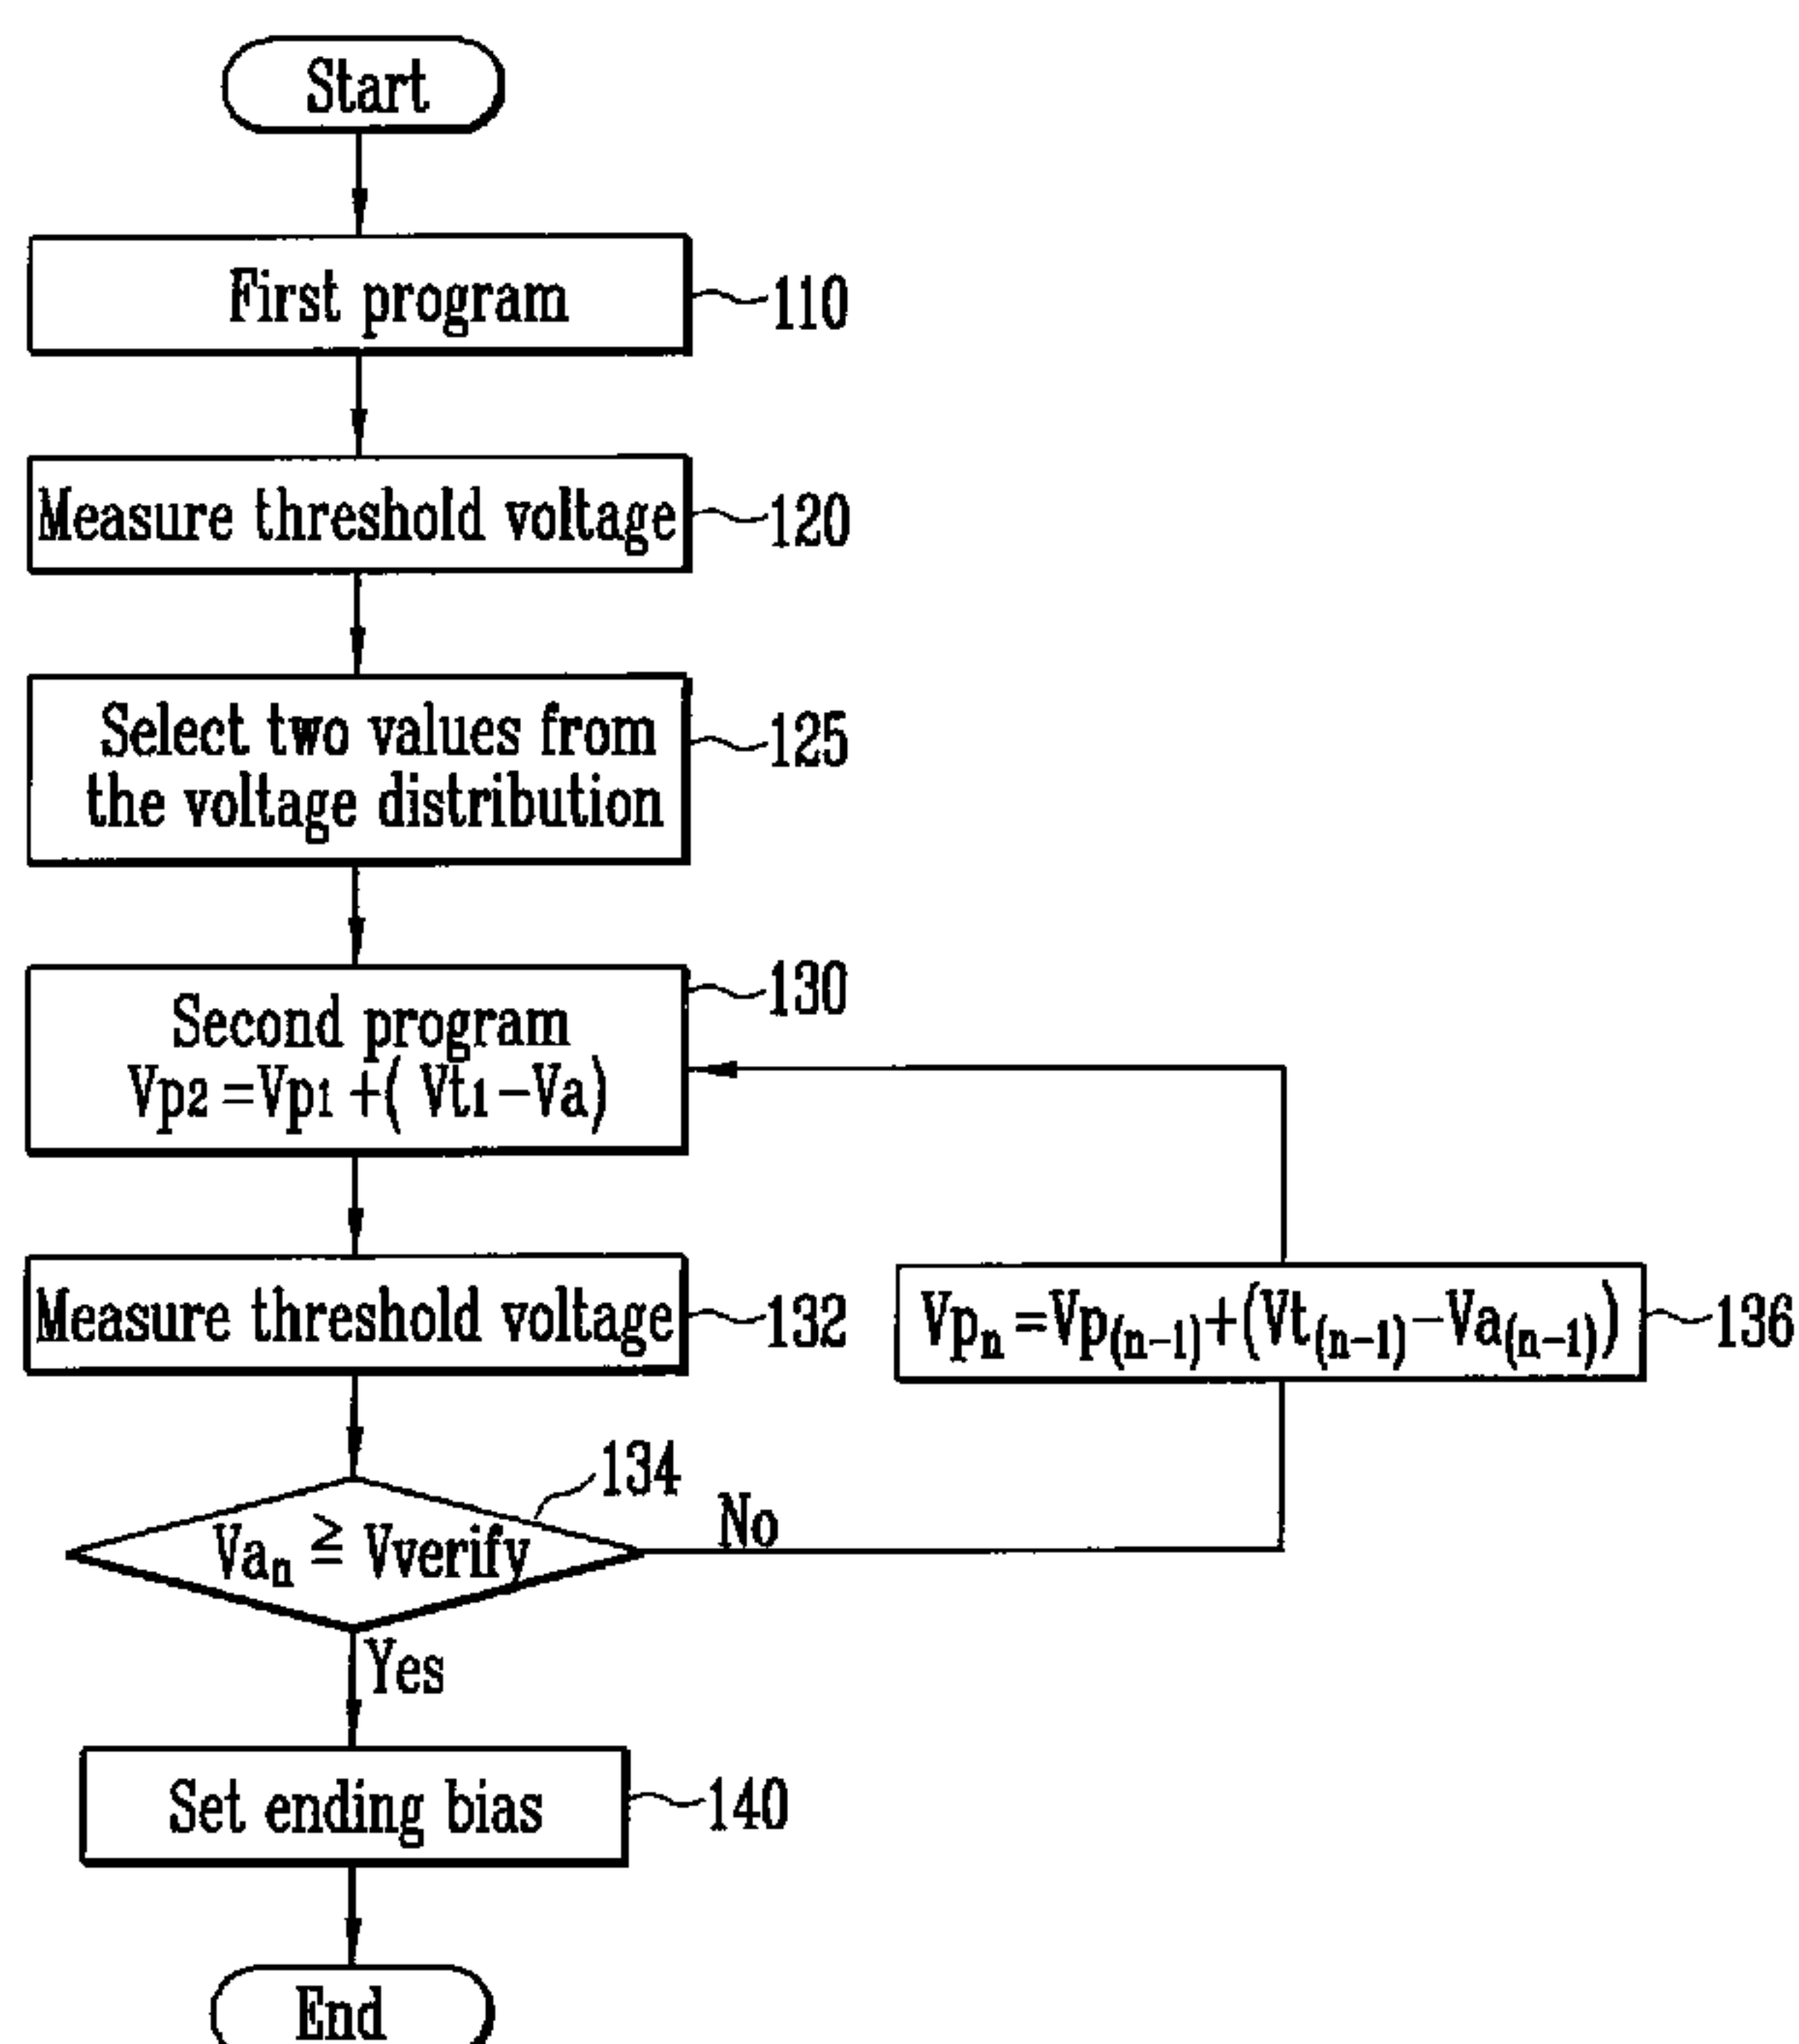 Start
First program
110
Measure threshold voltage
120
Select two values from
the voltage distribution
125
Second program
Vp2 =Vp1 +( Vt1 -Va)
130
Measure threshold voltage
132
Vpn =Vp(n-1)+(Vt(n-1)-Va(n-1))
136
134
Van ≥ Vverify
No
Yes
Set ending bias
140
End